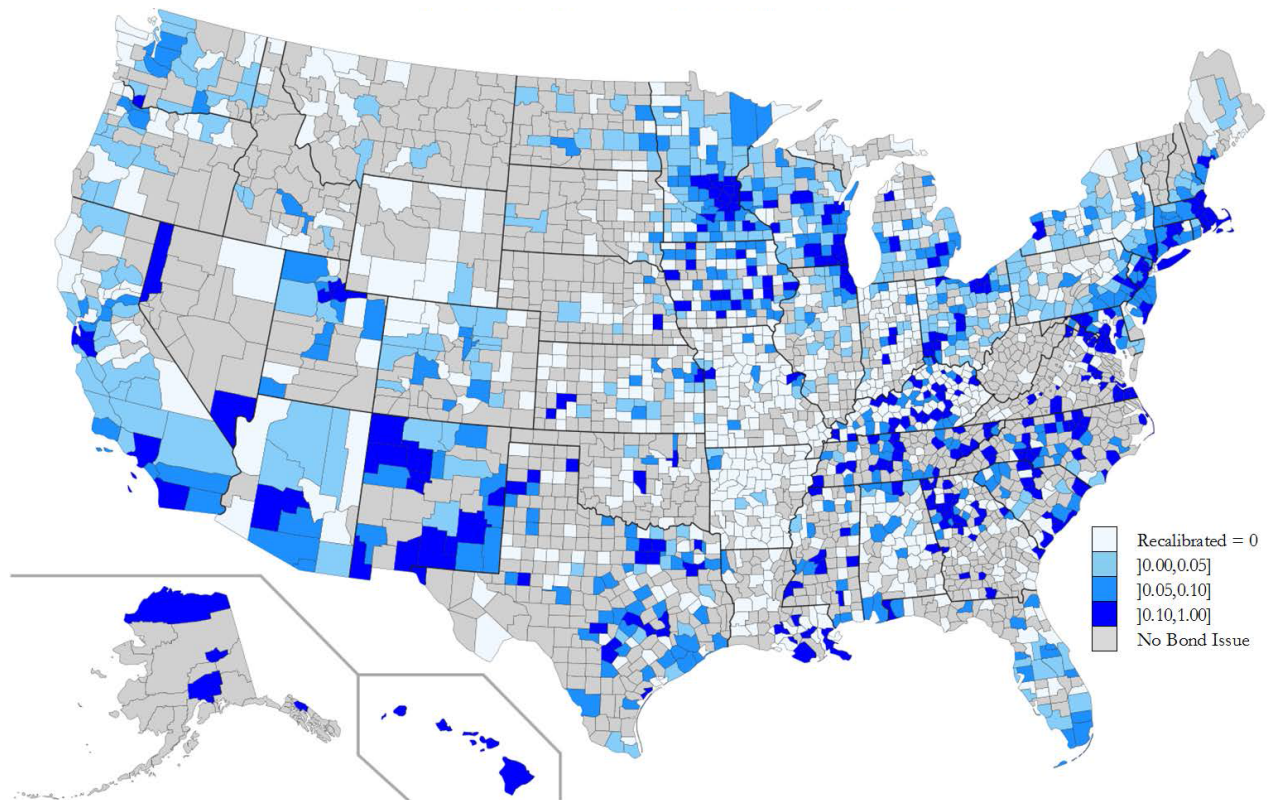 Recalibrated = 0
]0.00,0.05]
]0.05,0.10]
]0.10,1.00]
No Bond Issue